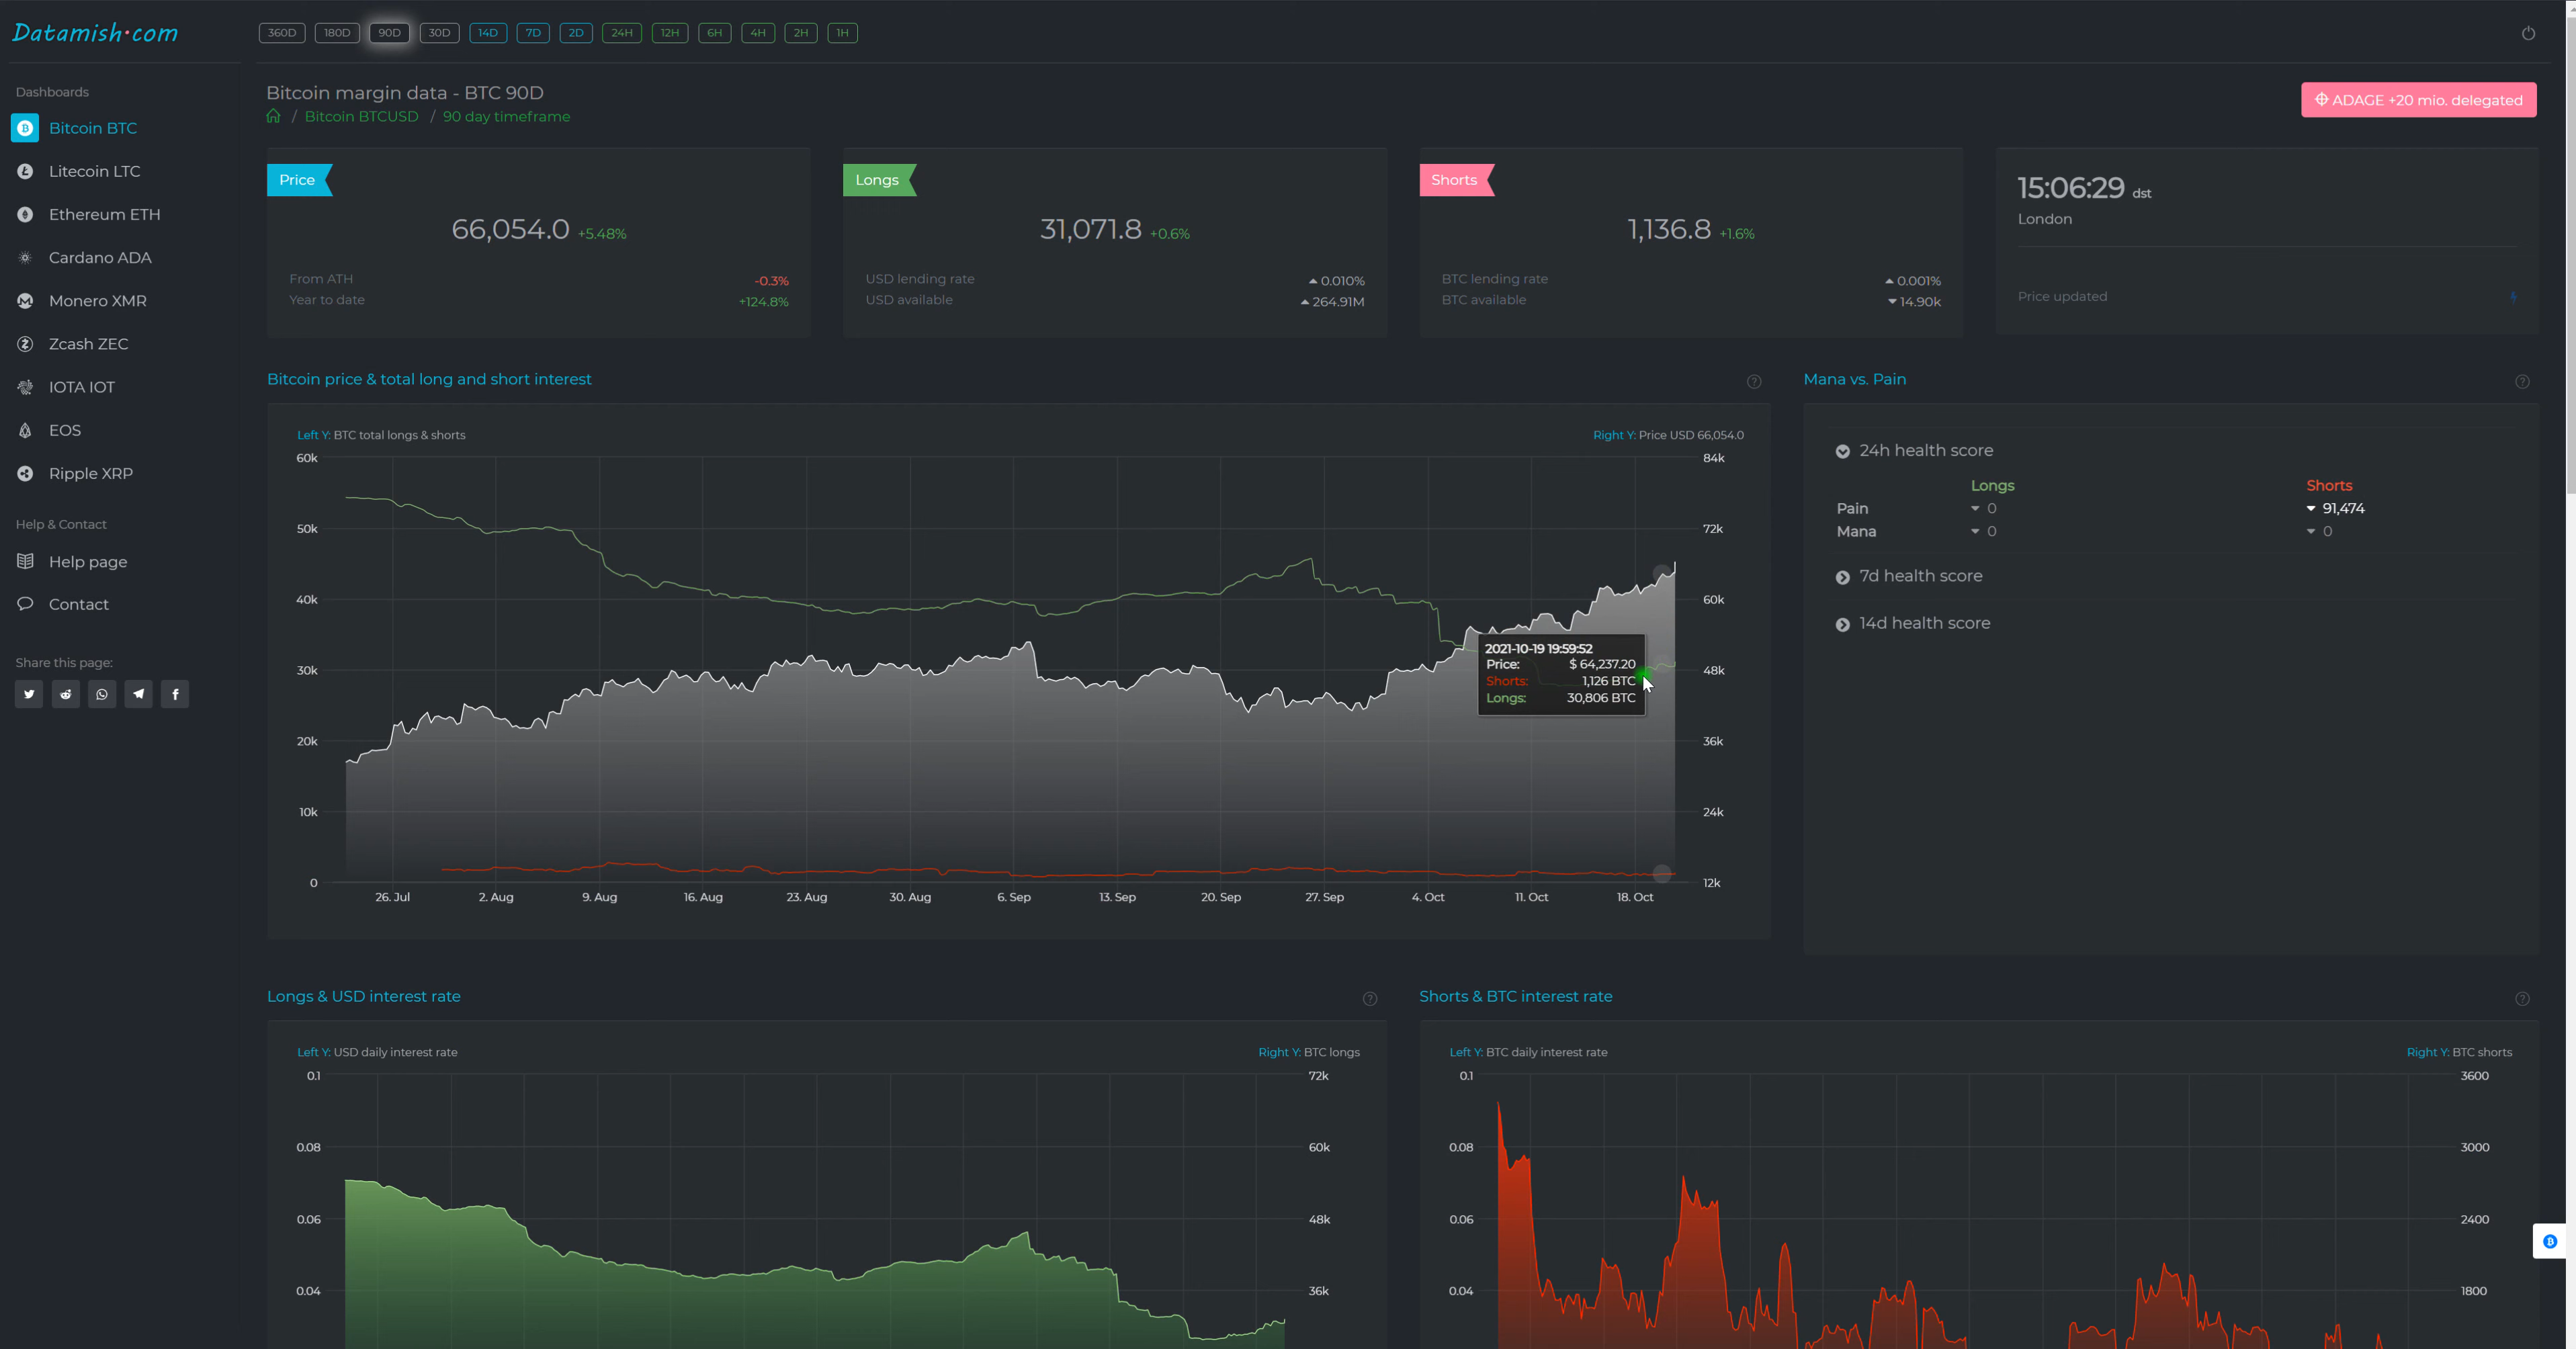 Datamish.com
360D 180D 90D 30D 14D 7D 2D 24H 12H 6H 4H 2H 1H
Dashboards
Bitcoin BTC
Litecoin LTC
Ethereum ETH
Cardano ADA
Monero XMR
Zcash ZEC
IOTA IOT
EOS
Ripple XRP
Help & Contact
Help page
Contact
Share this page:
Bitcoin margin data - BTC 90D
/ Bitcoin BTCUSD / 90 day timeframe
ADAGE +20 mio. delegated
Price
66,054.0 +5.48%
From ATH -0.3%
Year to date +124.8%
Longs
31,071.8 +0.6%
USD lending rate 0.010%
USD available 264.91M
Shorts
1,136.8 +1.6%
BTC lending rate 0.001%
BTC available 14.90k
15:06:29 dst
London
Price updated
Bitcoin price & total long and short interest
Left Y: BTC total longs & shorts
Right Y: Price USD 66,054.0
60k 84k
50k 72k
40k 60k
30k 48k
20k 36k
10k 24k
0 12k
2021-10-19 19:59:52
Price: $ 64,237.20
Shorts: 1,126 BTC
Longs: 30,806 BTC
26. Jul 2. Aug 9. Aug 16. Aug 23. Aug 30. Aug 6. Sep 13. Sep 20. Sep 27. Sep 4. Oct 11. Oct 18. Oct
Mana vs. Pain
24h health score
Longs Shorts
Pain 0 91,474
Mana 0 0
7d health score
14d health score
Longs & USD interest rate
Left Y: USD daily interest rate
Right Y: BTC longs
0.1 72k
0.08 60k
0.06 48k
0.04 36k
Shorts & BTC interest rate
Left Y: BTC daily interest rate
Right Y: BTC shorts
0.1 3600
0.08 3000
0.06 2400
0.04 1800